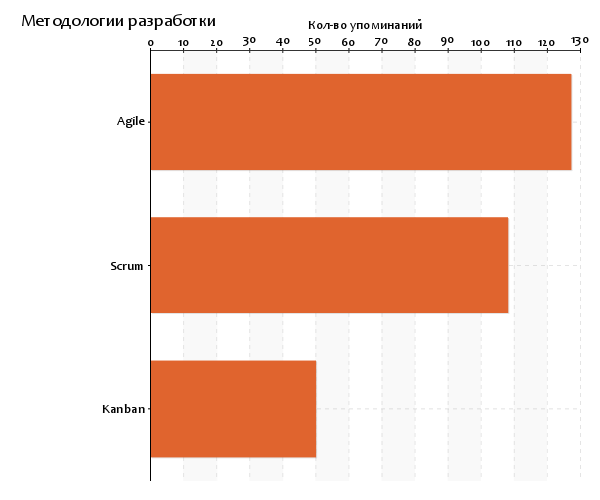 Методологии разработки
Кол-во упоминаний
0 10 20 30 40 50 60 70 80 90 100 110 120 130
Agile
Scrum
Kanban